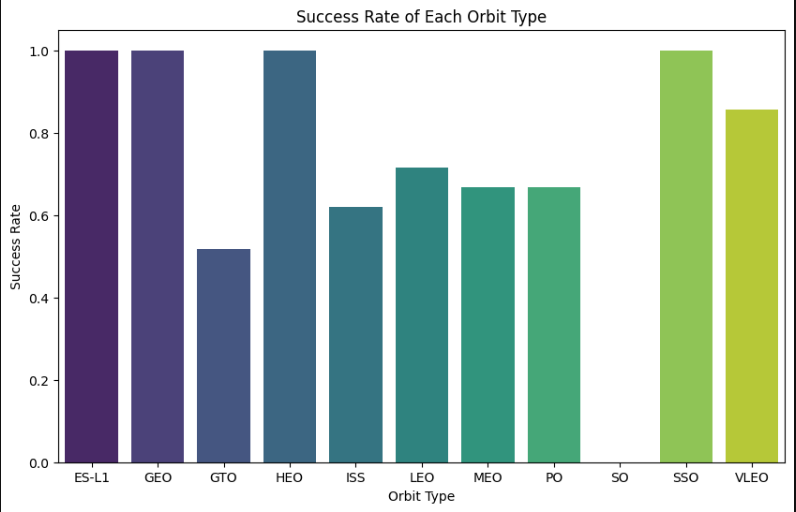 Success Rate of Each Orbit Type
Success Rate
1.0
0.8
0.6
0.4
0.2
0.0
ES-L1 GEO GTO HEO ISS LEO MEO PO SO SSO VLEO
Orbit Type